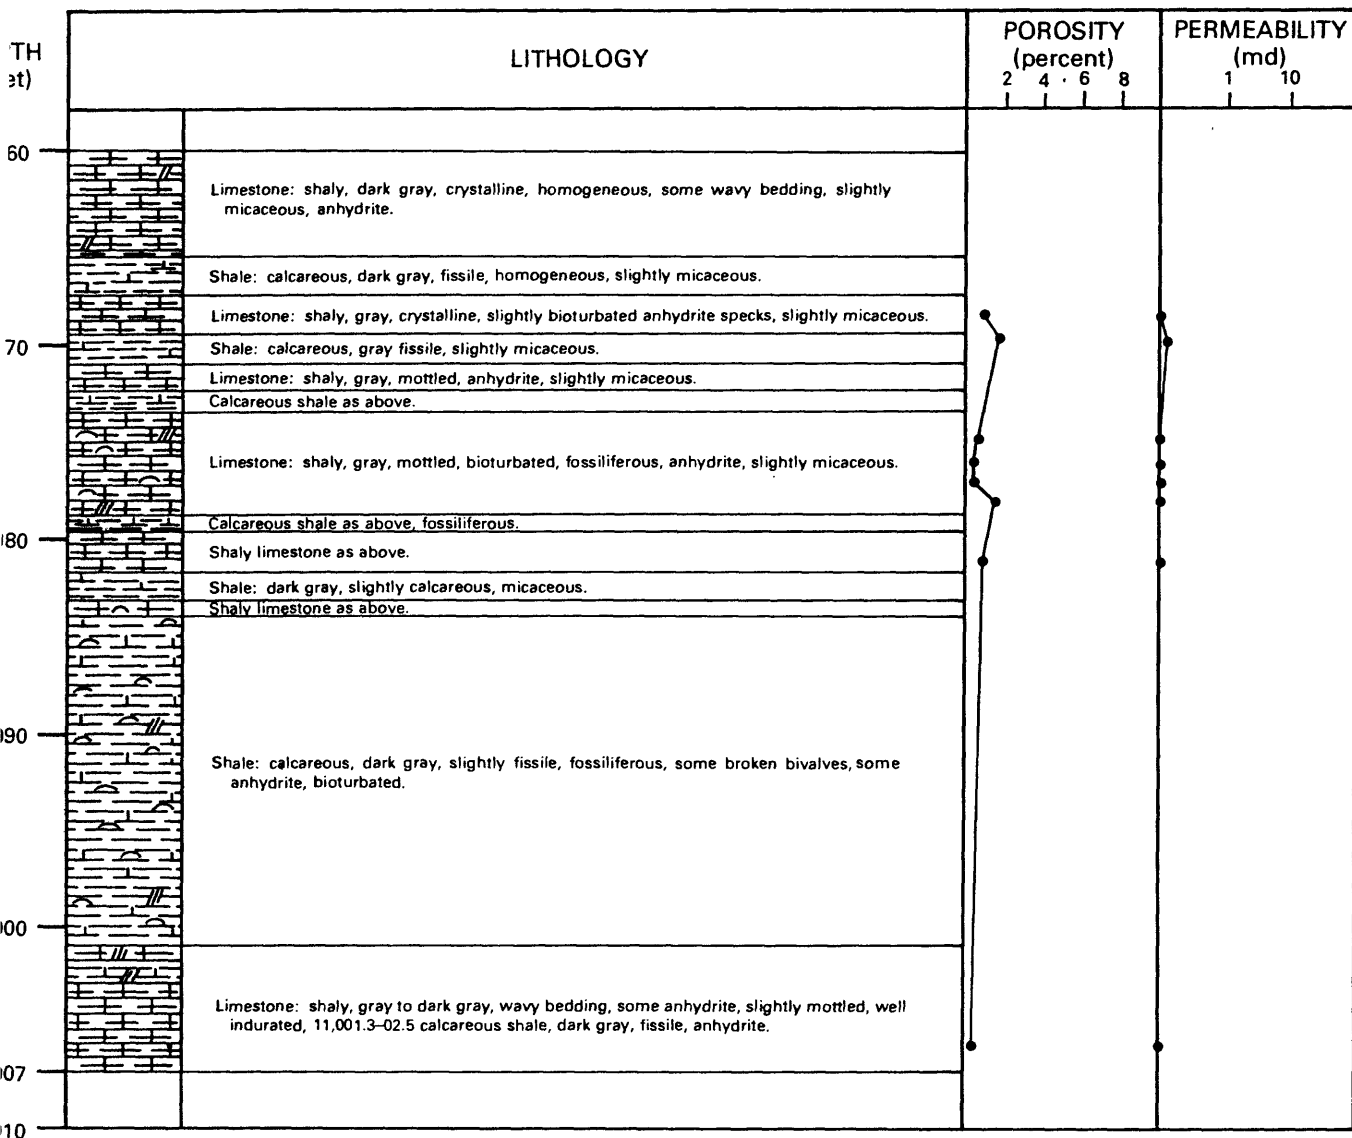 TH
et)
LITHOLOGY
POROSITY
(percent)
2 4 6 8
PERMEABILITY
(md)
1 10
60
Limestone: shaly, dark gray, crystalline, homogeneous, some wavy bedding, slightly
micaceous, anhydrite.
Shale: calcareous, dark gray, fissile, homogeneous, slightly micaceous.
Limestone: shaly, gray, crystalline, slightly bioturbated anhydrite specks, slightly micaceous.
70
Shale: calcareous, gray fissile, slightly micaceous.
Limestone: shaly, gray, mottled, anhydrite, slightly micaceous.
Calcareous shale as above.
Limestone: shaly, gray, mottled, bioturbated, fossiliferous, anhydrite, slightly micaceous.
Calcareous shale as above, fossiliferous.
80
Shaly limestone as above.
Shale: dark gray, slightly calcareous, micaceous.
Shaly limestone as above.
90
Shale: calcareous, dark gray, slightly fissile, fossiliferous, some broken bivalves, some
anhydrite, bioturbated.
00
Limestone: shaly, gray to dark gray, wavy bedding, some anhydrite, slightly mottled, well
indurated, 11,001.3–02.5 calcareous shale, dark gray, fissile, anhydrite.
07
10